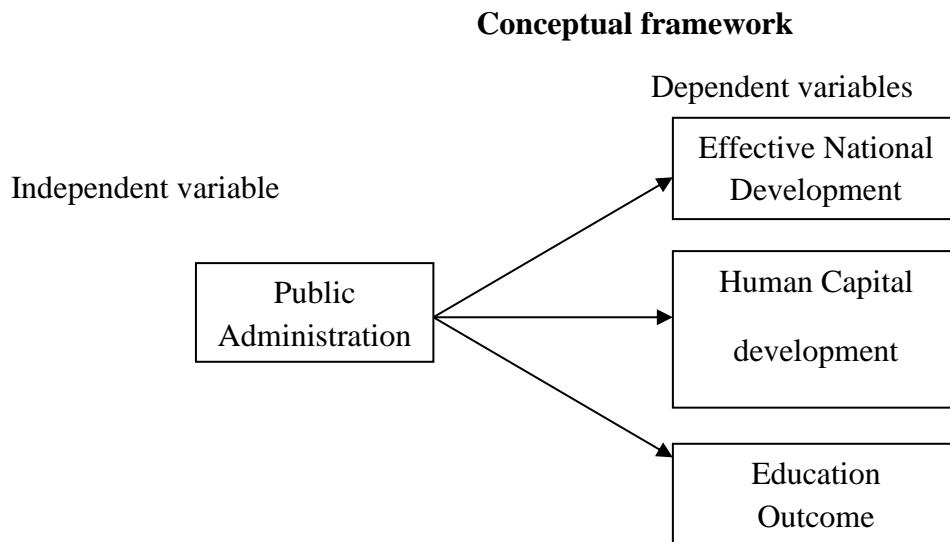 Conceptual framework
Dependent variables
Effective National
Development
Independent variable
Human Capital
development
Public
Administration
Education
Outcome